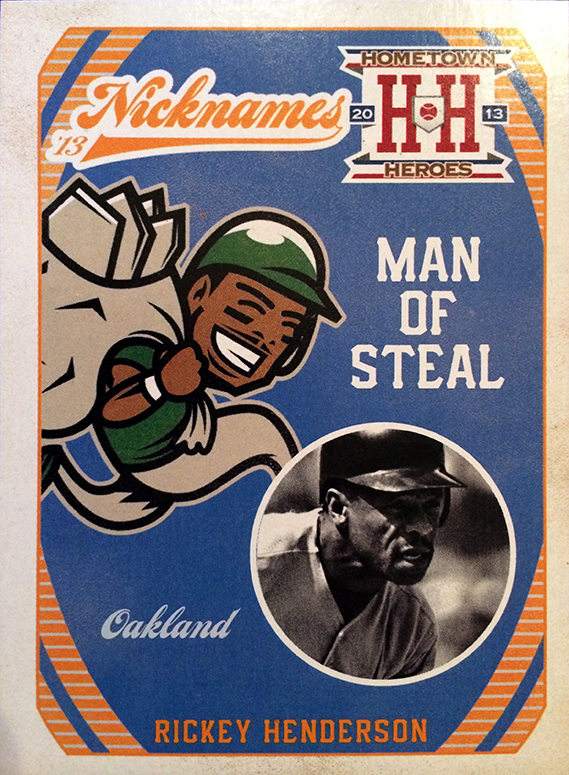 Nicknames
'13
HOMETOWN
20 HH 13
HEROES
MAN
OF
STEAL
Oakland
RICKEY HENDERSON